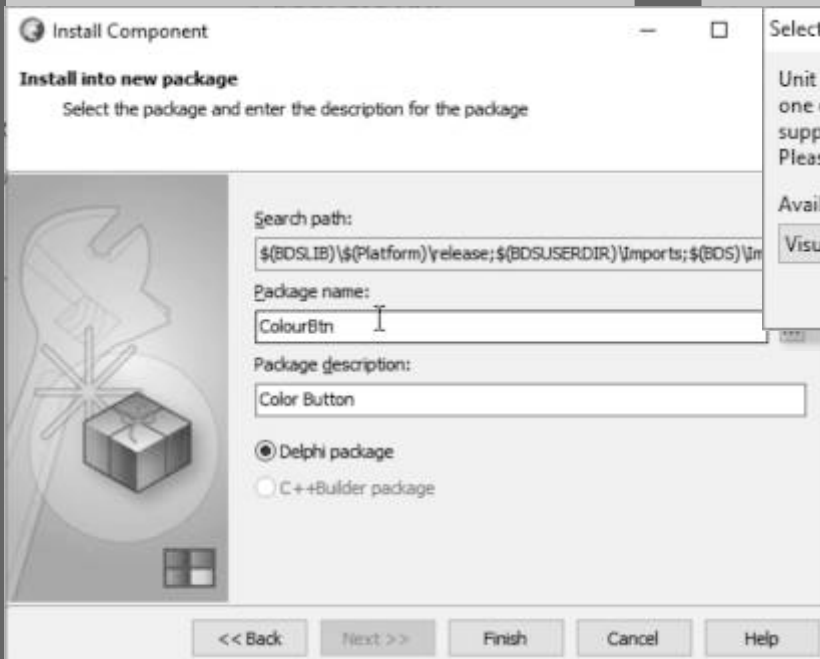 Install Component
Install into new package
Select the package and enter the description for the package
Search path:
$(BDSLIB)\$(Platform)\release;$(BDSUSERDIR)\Imports;$(BDS)\Im
Package name:
ColourBtn
Package description:
Color Button
Delphi package
C++Builder package
<< Back
Next >>
Finish
Cancel
Help
Select
Unit
one
supp
Pleas
Avail
Visu